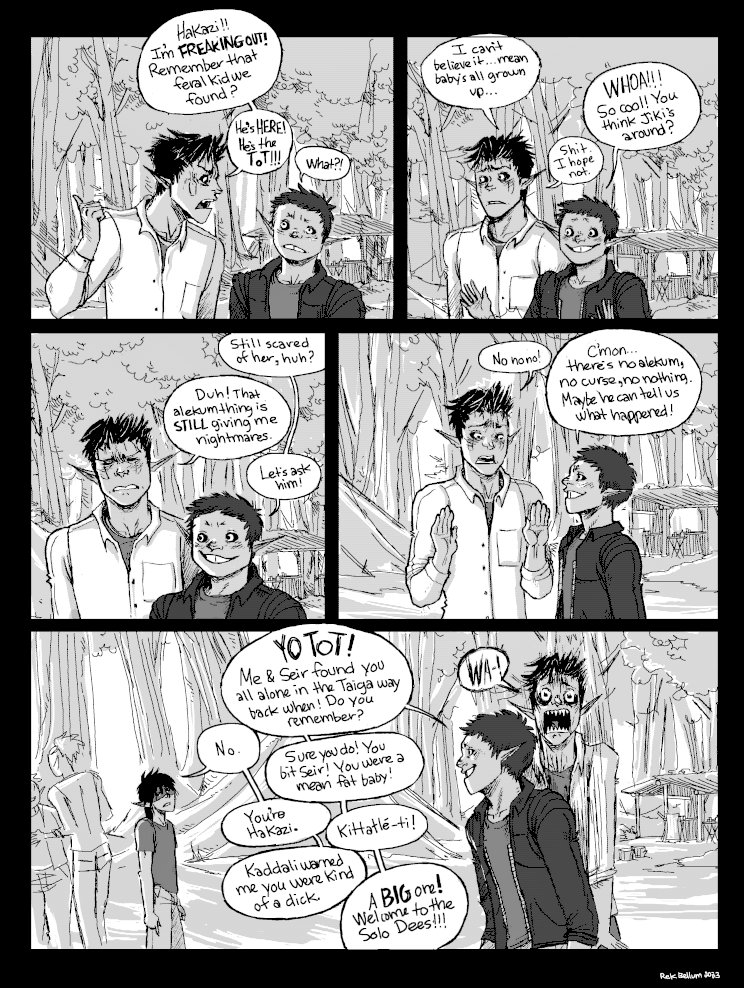 Hakazi!!
I'm FREAKING OUT!
Remember that
feral kid we
found?
He's HERE!
He's the
ToT!!!
What?!
I can't
believe it...mean
baby's all grown
up...
WHOA!!!
So cool! You
think Jiki's
around?
Shit.
I hope
not.
Still scared
of her, huh?
Duh! That
alekumthing is
STILL giving me
nightmares.
Let's ask
him!
No no no!
C'mon...
there's no alekum,
no curse, no nothing.
Maybe he can tell us
what happened!
YO TOT!
Me & Seir found you
all alone in the Taiga way
back when! Do you
remember?
WA-!
No.
Sure you do! You
bit Seir! You were a
mean fat baby!
You're
Hakazi.
Kittatlé-ti!
Kaddali warned
me you were kind
of a dick.
A BIG one!
Welcome to the
Solo Dees!!!
Rek Bellum 2023